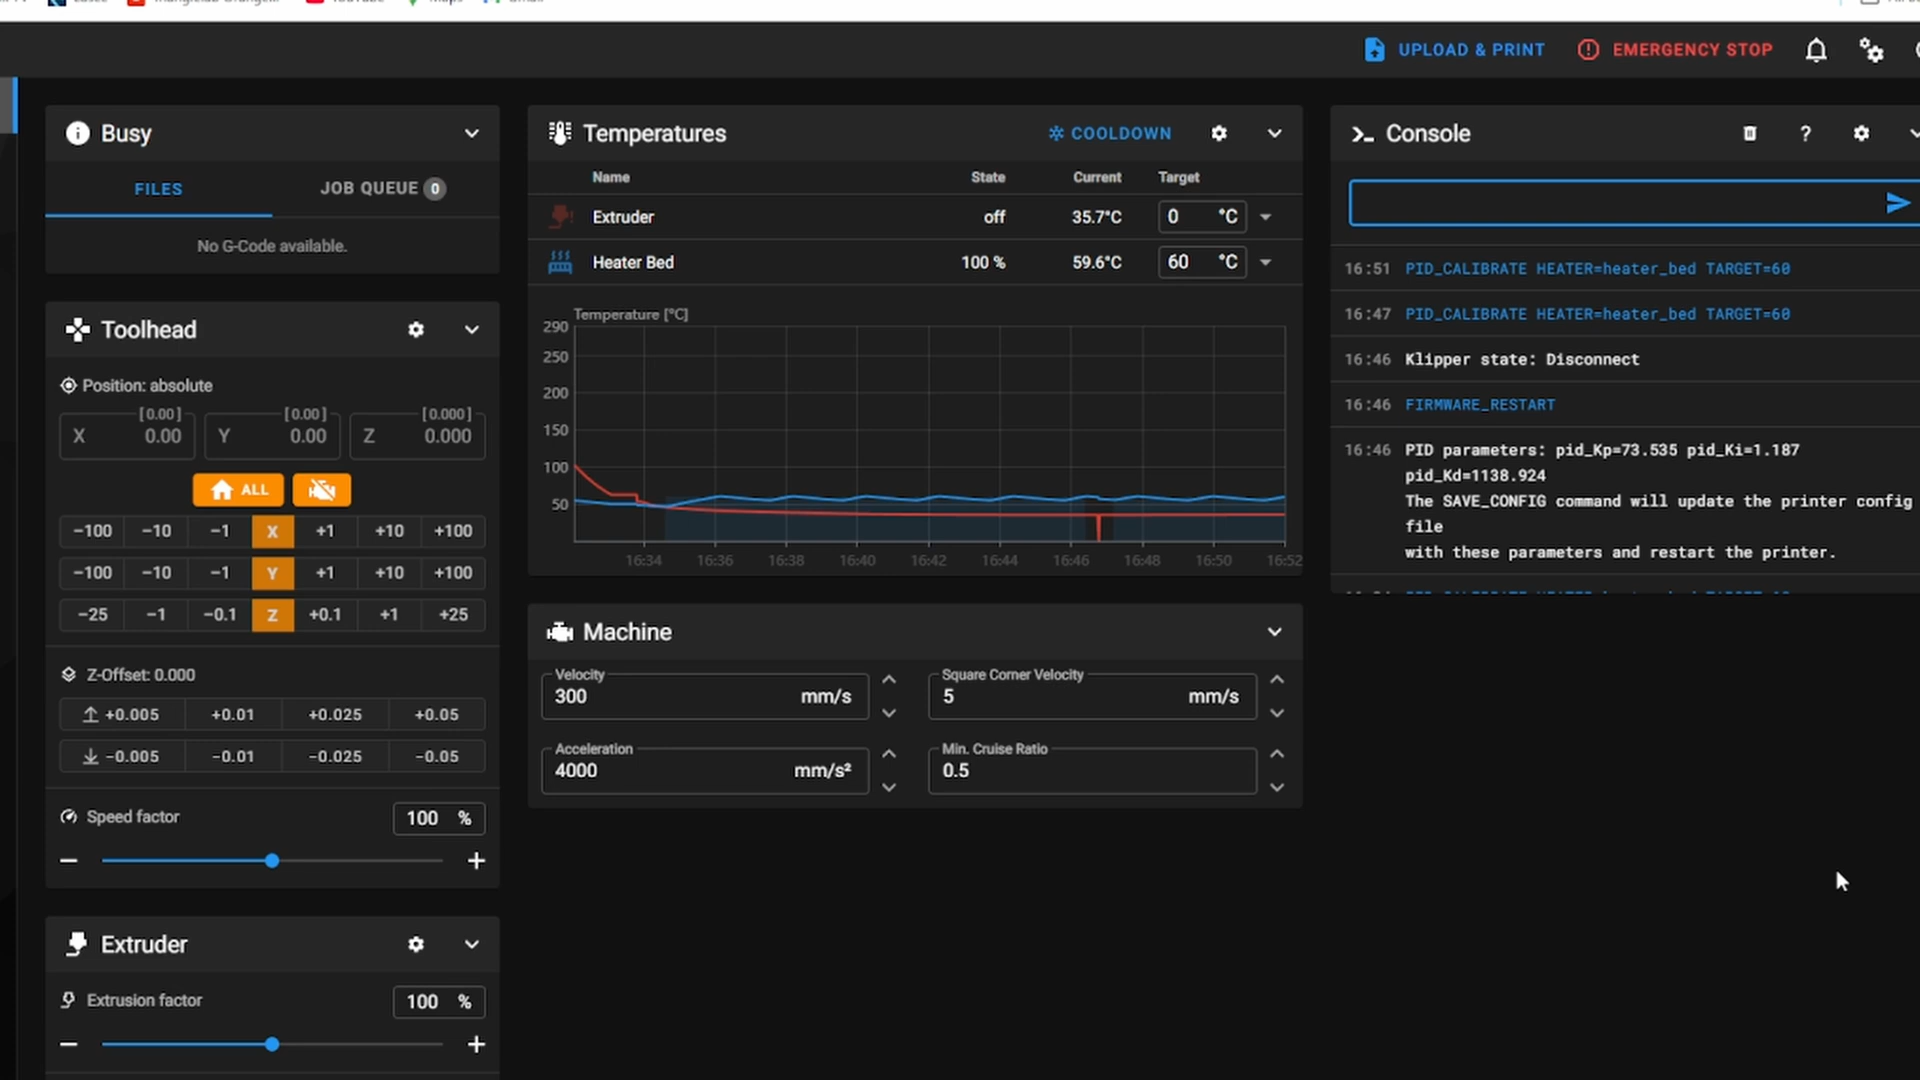 UPLOAD & PRINT
EMERGENCY STOP
Busy
FILES
JOB QUEUE 0
No G-Code available.
Toolhead
Position: absolute
[0.00] [0.00] [0.000]
X 0.00 Y 0.00 Z 0.000
ALL
-100 -10 -1 X +1 +10 +100
-100 -10 -1 Y +1 +10 +100
-25 -1 -0.1 Z +0.1 +1 +25
Z-Offset: 0.000
+0.005 +0.01 +0.025 +0.05
-0.005 -0.01 -0.025 -0.05
Speed factor 100 %
Extruder
Extrusion factor 100 %
Temperatures
COOLDOWN
Name State Current Target
Extruder off 35.7°C 0 °C
Heater Bed 100 % 59.6°C 60 °C
Temperature [°C]
290
250
200
150
100
50
16:34 16:36 16:38 16:40 16:42 16:44 16:46 16:48 16:50 16:52
Machine
Velocity
300 mm/s
Square Corner Velocity
5 mm/s
Acceleration
4000 mm/s²
Min. Cruise Ratio
0.5
Console
?
16:51 PID_CALIBRATE HEATER=heater_bed TARGET=60
16:47 PID_CALIBRATE HEATER=heater_bed TARGET=60
16:46 Klipper state: Disconnect
16:46 FIRMWARE_RESTART
16:46 PID parameters: pid_Kp=73.535 pid_Ki=1.187
pid_Kd=1138.924
The SAVE_CONFIG command will update the printer config
file
with these parameters and restart the printer.